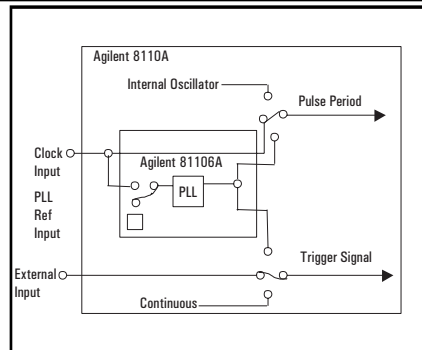 Agilent 8110A
Internal Oscillator
Pulse Period
Clock
Input
Agilent 81106A
PLL
PLL
Ref
Input
Trigger Signal
External
Input
Continuous